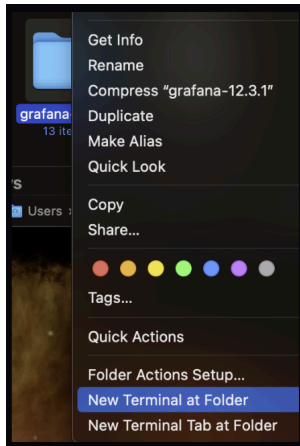 Get Info
Rename
Compress “grafana-12.3.1”
Duplicate
grafana-
13 ite
Make Alias
Quick Look
Users
Copy
Share...
Tags...
Quick Actions
Folder Actions Setup...
New Terminal at Folder
New Terminal Tab at Folder